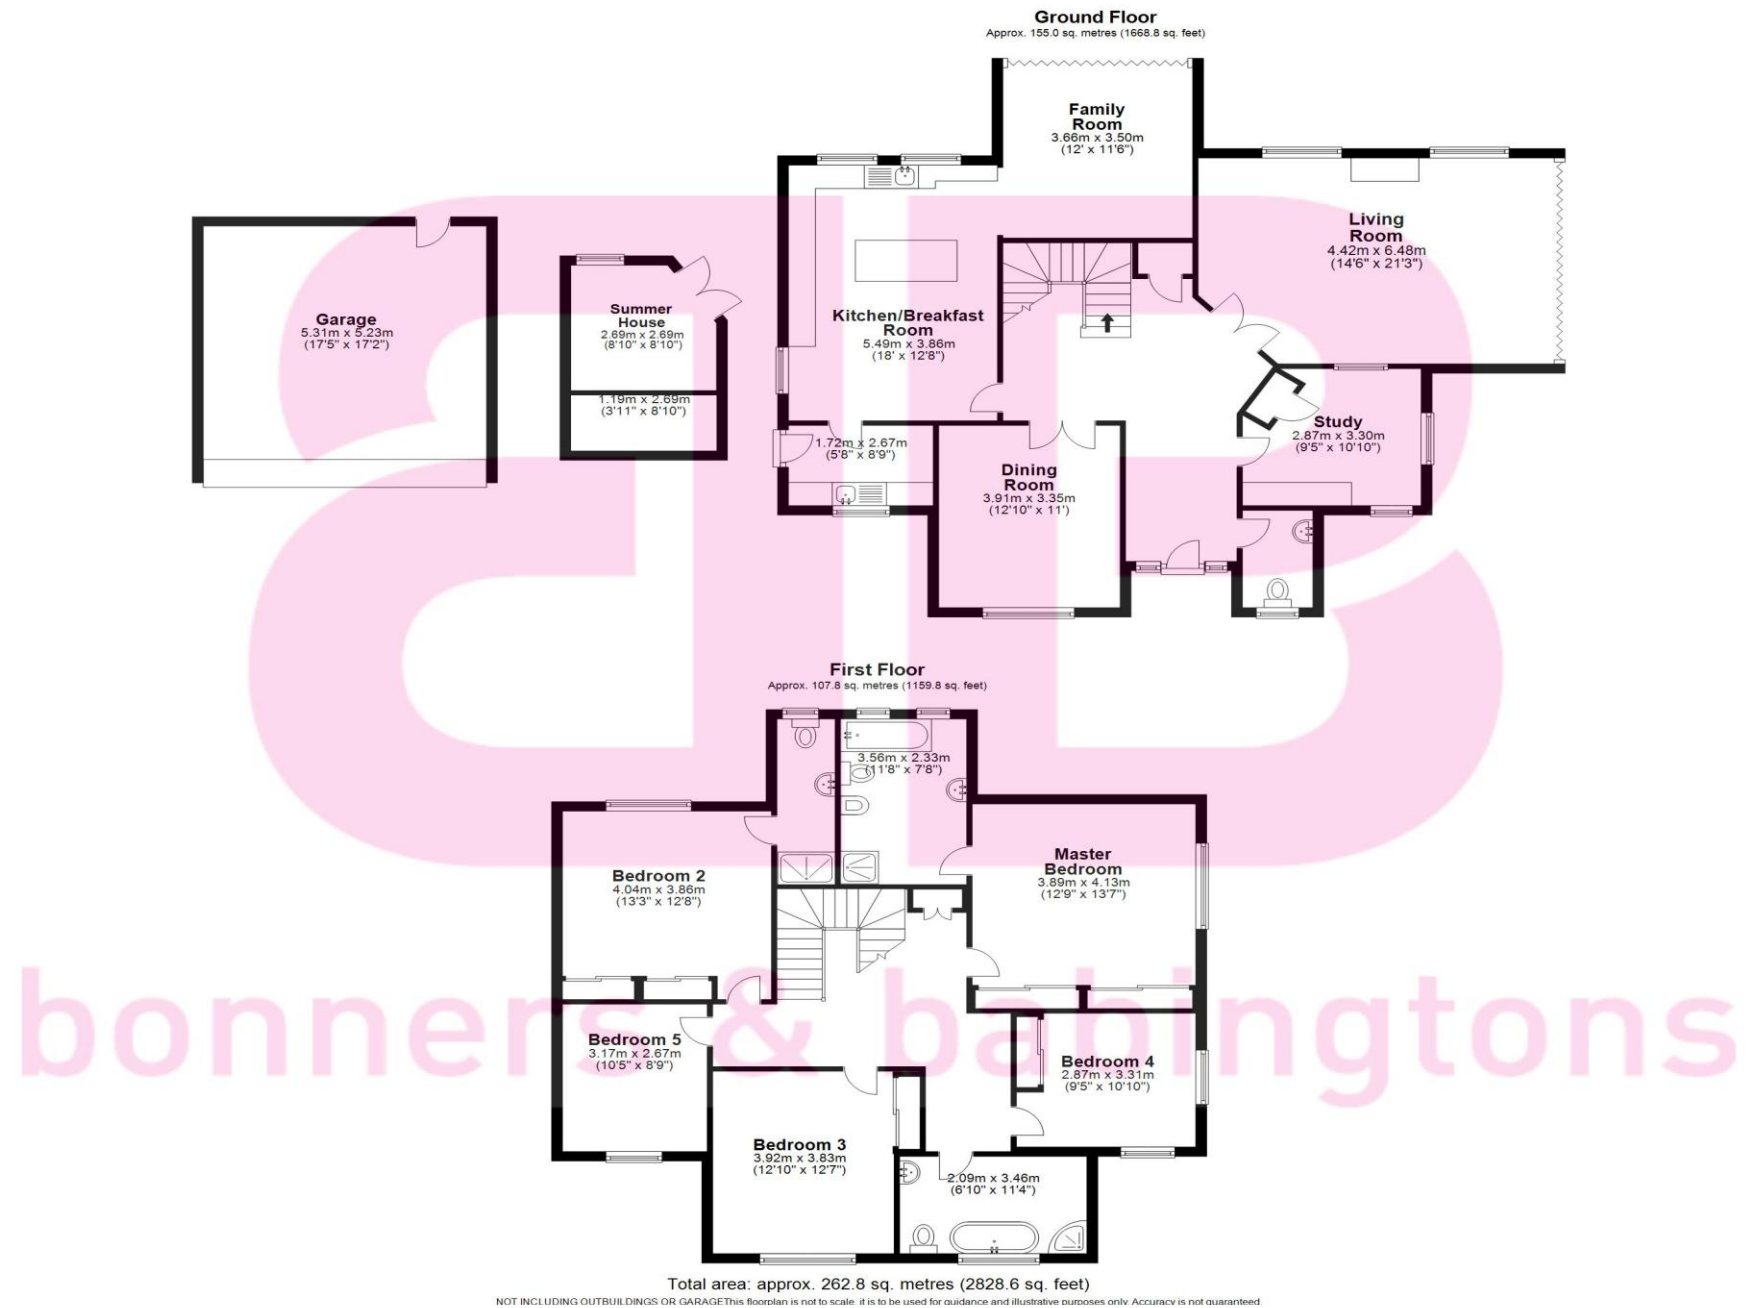 Ground Floor
Approx. 155.0 sq. metres (1668.8 sq. feet)
Family
Room
3.66m x 3.50m
(12' x 11'6")
Living
Room
4.42m x 6.48m
(14'6" x 21'3")
Garage
5.31m x 5.23m
(17'5" x 17'2")
Summer
House
2.69m x 2.69m
(8'10" x 8'10")
1.19m x 2.69m
(3'11" x 8'10")
Kitchen/Breakfast
Room
5.49m x 3.86m
(18' x 12'8")
Study
2.87m x 3.30m
(9'5" x 10'10")
1.72m x 2.67m
(5'8" x 8'9")
Dining
Room
3.91m x 3.35m
(12'10" x 11')
First Floor
Approx. 107.8 sq. metres (1159.8 sq. feet)
3.56m x 2.33m
(11'8" x 7'8")
Master
Bedroom
3.89m x 4.13m
(12'9" x 13'7")
Bedroom 2
4.04m x 3.86m
(13'3" x 12'8")
bonners & babingtons
Bedroom 5
3.17m x 2.67m
(10'5" x 8'9")
Bedroom 4
2.87m x 3.31m
(9'5" x 10'10")
Bedroom 3
3.92m x 3.83m
(12'10" x 12'7")
2.09m x 3.46m
(6'10" x 11'4")
Total area: approx. 262.8 sq. metres (2828.6 sq. feet)
NOT INCLUDING OUTBUILDINGS OR GARAGEThis floorplan is not to scale, it is to be used for guidance and illustrative purposes only. Accuracy is not guaranteed.